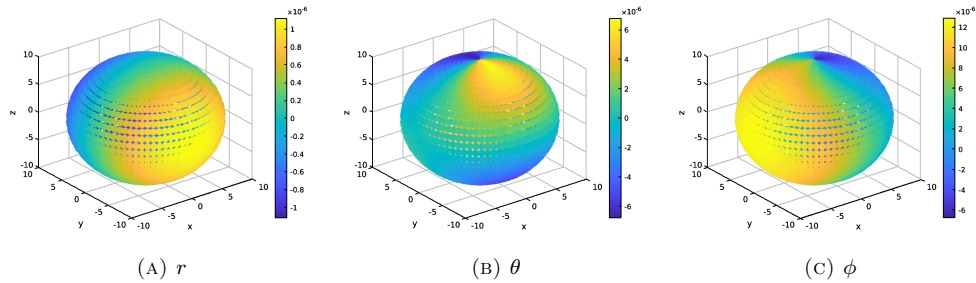 ×10⁻⁶ ×10⁻⁶ ×10⁻⁶
10 1 10 6 10 12
5 0.8 5 4 5 10
0.6 8
0 0.4 0 2 0 6
z 0.2 z z
-5 0 -5 0 -5 4
-10 -0.2 -10 -2 -10 2
10 -0.4 10 10 0
5 10 -0.6 5 10 -4 5 10 -2
0 5 -0.8 0 5 0 5 -4
-5 0 -1 -5 0 -6 -5 0 -6
y -5 x y -5 x y -5 x
-10 -10 -10 -10 -10 -10
(A) r (B) θ (C) ϕ